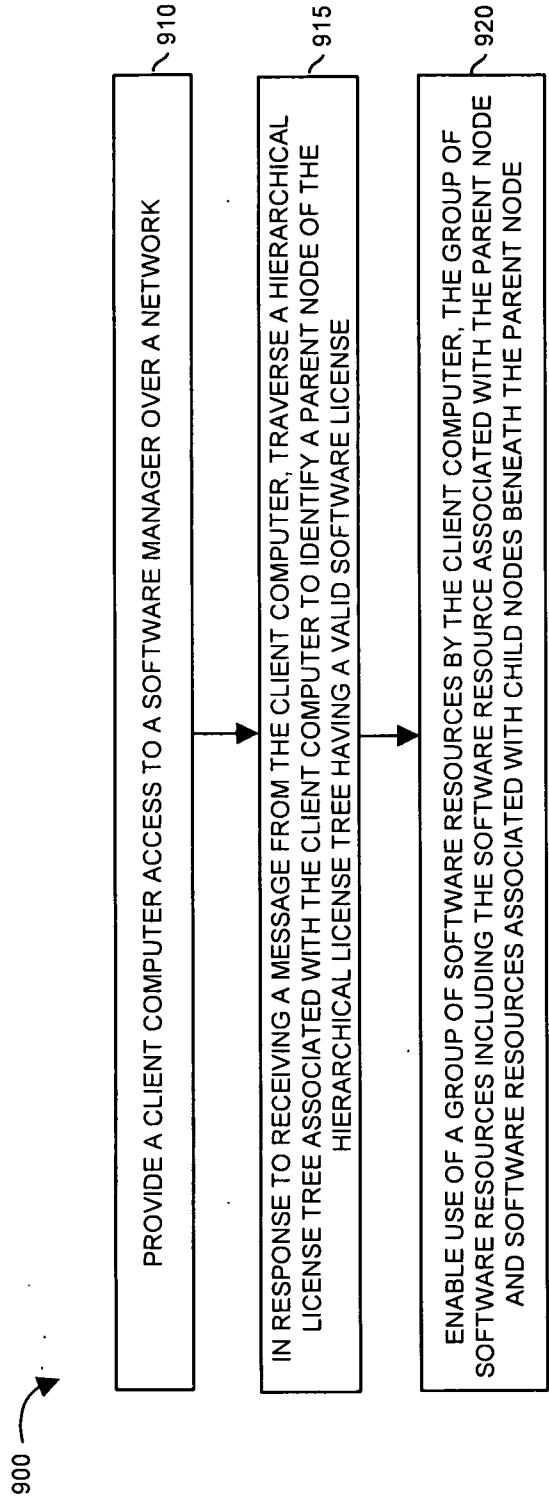 900
PROVIDE A CLIENT COMPUTER ACCESS TO A SOFTWARE MANAGER OVER A NETWORK
910
IN RESPONSE TO RECEIVING A MESSAGE FROM THE CLIENT COMPUTER, TRAVERSE A HIERARCHICAL
LICENSE TREE ASSOCIATED WITH THE CLIENT COMPUTER TO IDENTIFY A PARENT NODE OF THE
HIERARCHICAL LICENSE TREE HAVING A VALID SOFTWARE LICENSE
915
ENABLE USE OF A GROUP OF SOFTWARE RESOURCES BY THE CLIENT COMPUTER, THE GROUP OF
SOFTWARE RESOURCES INCLUDING THE SOFTWARE RESOURCE ASSOCIATED WITH THE PARENT NODE
AND SOFTWARE RESOURCES ASSOCIATED WITH CHILD NODES BENEATH THE PARENT NODE
920